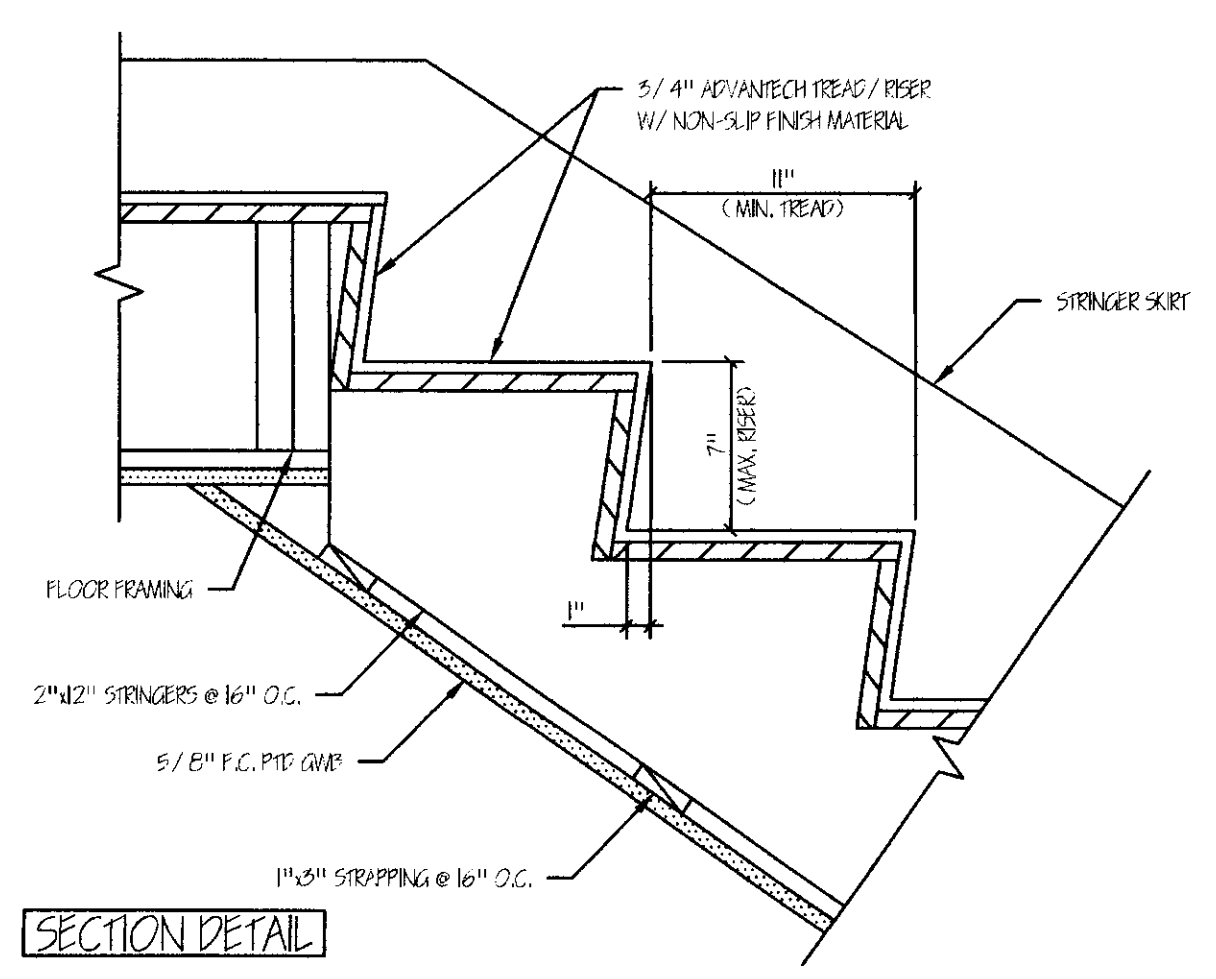 3/4" ADVANTECH TREAD/RISER
W/ NON-SLIP FINISH MATERIAL
11"
(MIN. TREAD)
STRINGER SKIRT
7"
(MAX. RISER)
1"
FLOOR FRAMING
2"x12" STRINGERS @ 16" O.C.
5/8" F.C. PTD GWB
1"x3" STRAPPING @ 16" O.C.
SECTION DETAIL